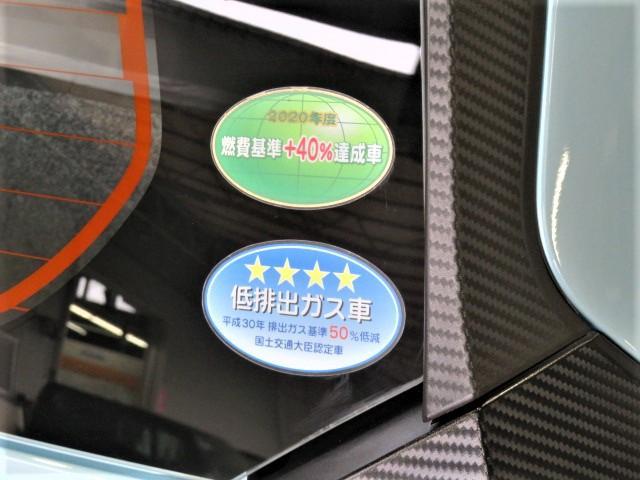 2020年度
燃費基準+40%達成車
★★★★
低排出ガス車
平成30年 排出ガス基準50%低減
国土交通大臣認定車